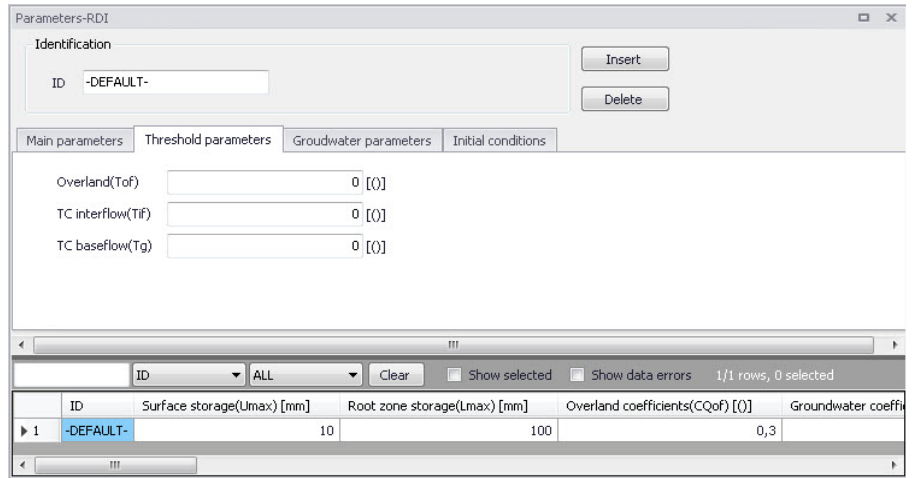 Parameters-RDI
Identification
ID -DEFAULT-
Insert
Delete
Main parameters Threshold parameters Groudwater parameters Initial conditions
Overland(Tof) 0 [()]
TC interflow(Tif) 0 [()]
TC baseflow(Tg) 0 [()]
ID ALL Clear Show selected Show data errors 1/1 rows, 0 selected
ID Surface storage(Umax) [mm] Root zone storage(Lmax) [mm] Overland coefficients(CQof) [()] Groundwater coeffi
1 -DEFAULT- 10 100 0,3